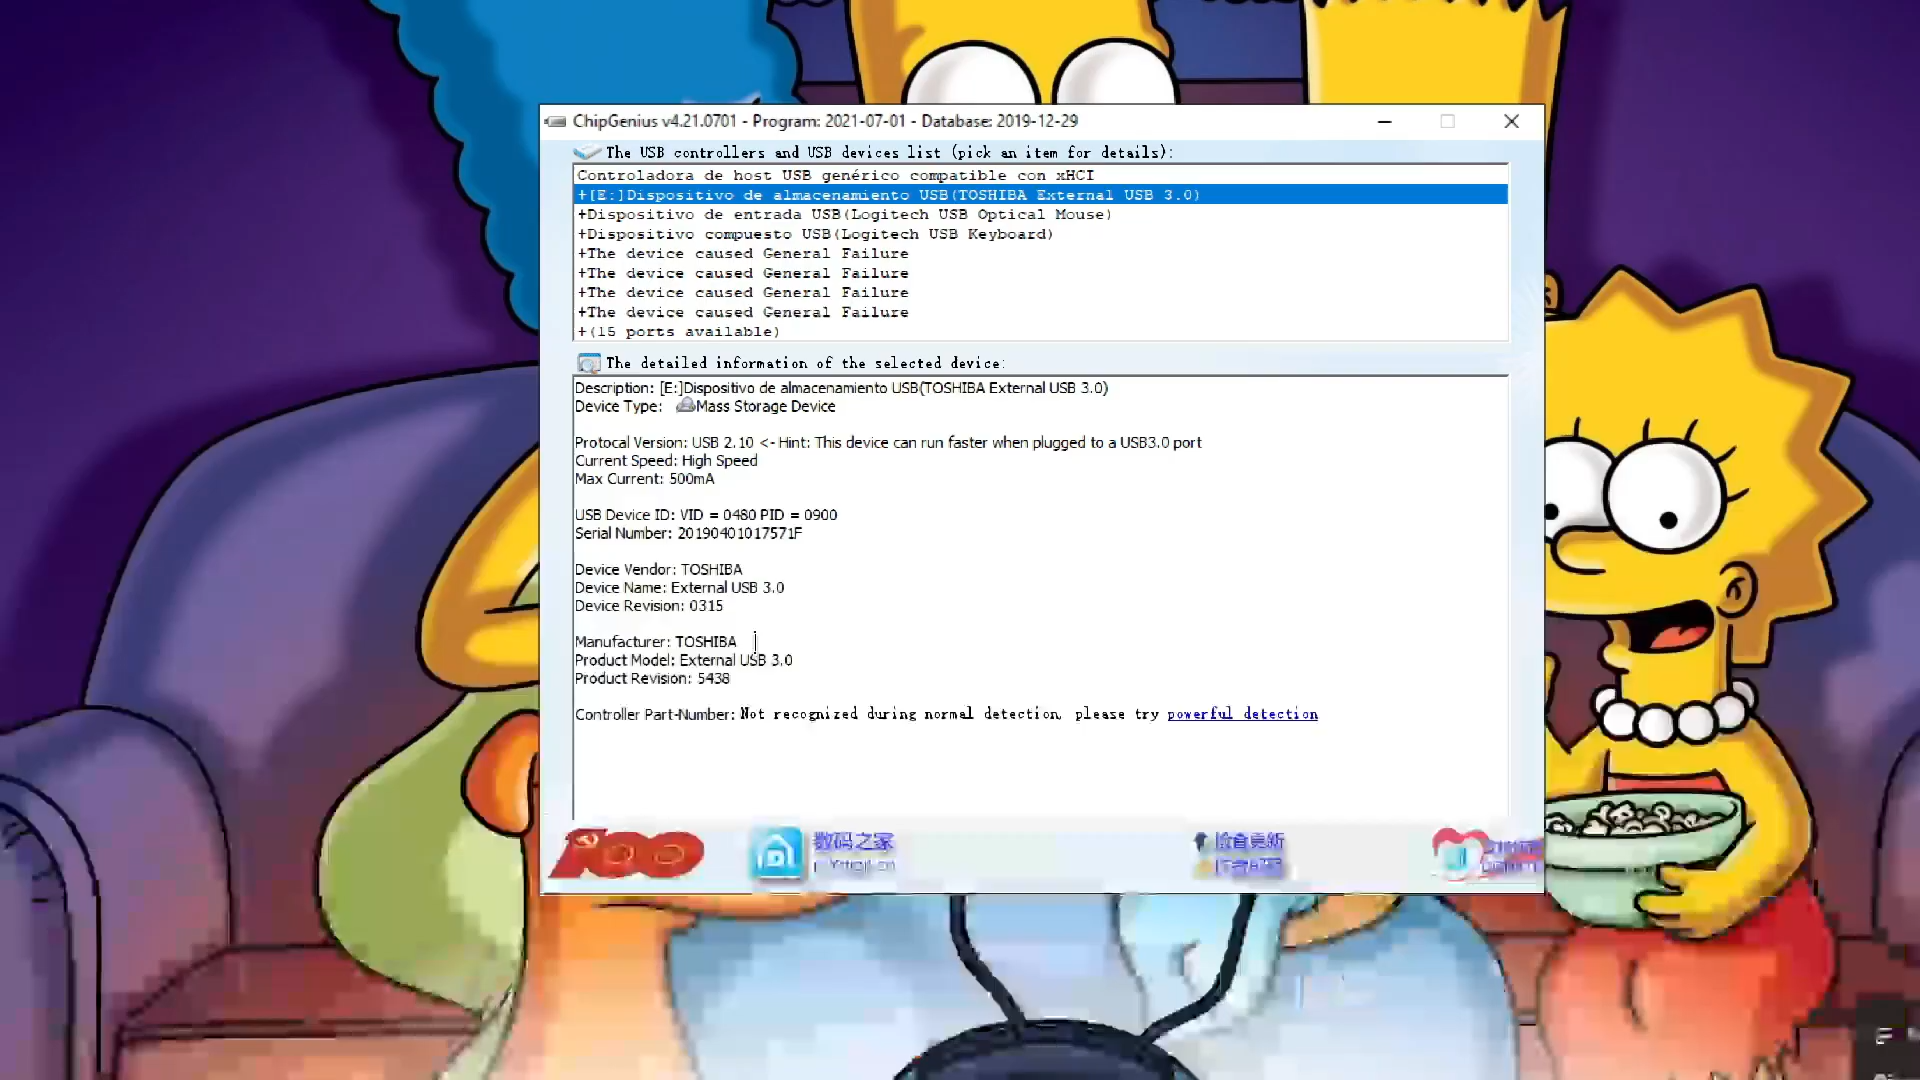 ChipGenius v4.21.0701 - Program: 2021-07-01 - Database: 2019-12-29
The USB controllers and USB devices list (pick an item for details):
Controladora de host USB genérico compatible con xHCI
+[E:]Dispositivo de almacenamiento USB(TOSHIBA External USB 3.0)
+Dispositivo de entrada USB(Logitech USB Optical Mouse)
+Dispositivo compuesto USB(Logitech USB Keyboard)
+The device caused General Failure
+The device caused General Failure
+The device caused General Failure
+The device caused General Failure
+(15 ports available)
The detailed information of the selected device:
Description: [E:]Dispositivo de almacenamiento USB(TOSHIBA External USB 3.0)
Device Type: Mass Storage Device
Protocal Version: USB 2.10 <- Hint: This device can run faster when plugged to a USB3.0 port
Current Speed: High Speed
Max Current: 500mA
USB Device ID: VID = 0480 PID = 0900
Serial Number: 20190401017571F
Device Vendor: TOSHIBA
Device Name: External USB 3.0
Device Revision: 0315
Manufacturer: TOSHIBA
Product Model: External USB 3.0
Product Revision: 5438
Controller Part-Number: Not recognized during normal detection, please try powerful detection
100
数码之家